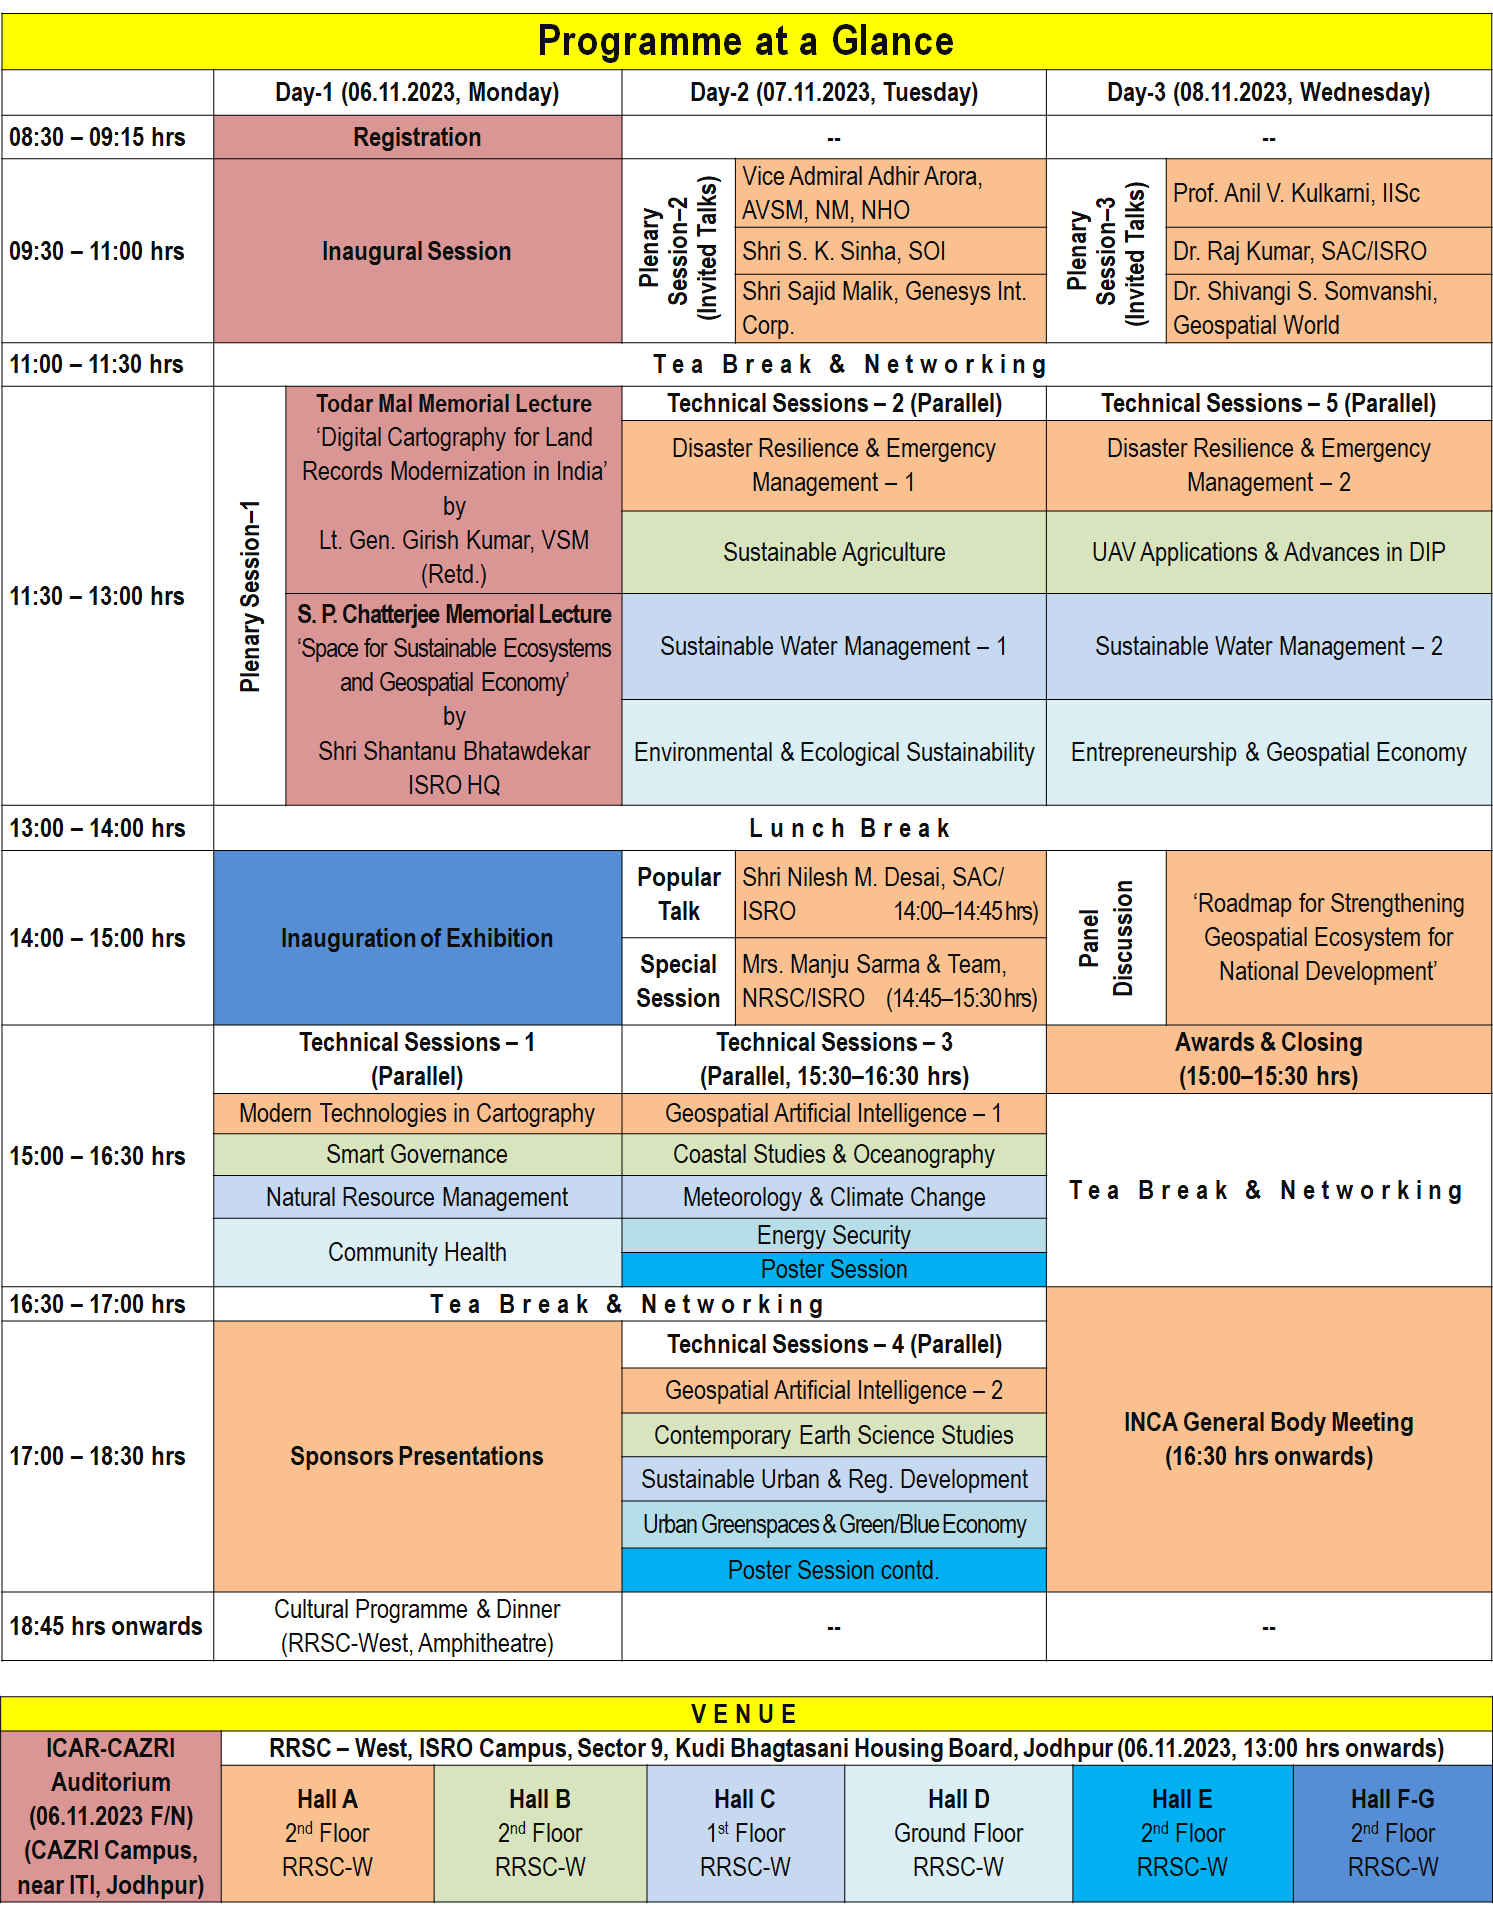 Programme at a Glance
Day-1 (06.11.2023, Monday)
Day-2 (07.11.2023, Tuesday)
Day-3 (08.11.2023, Wednesday)
08:30 – 09:15 hrs
Registration
--
--
09:30 – 11:00 hrs
Inaugural Session
Plenary
Session–2
(Invited Talks)
Vice Admiral Adhir Arora,
AVSM, NM, NHO
Shri S. K. Sinha, SOI
Shri Sajid Malik, Genesys Int.
Corp.
Plenary
Session–3
(Invited Talks)
Prof. Anil V. Kulkarni, IISc
Dr. Raj Kumar, SAC/ISRO
Dr. Shivangi S. Somvanshi,
Geospatial World
11:00 – 11:30 hrs
Tea Break & Networking
11:30 – 13:00 hrs
Plenary Session–1
Todar Mal Memorial Lecture
‘Digital Cartography for Land
Records Modernization in India’
by
Lt. Gen. Girish Kumar, VSM
(Retd.)
S. P. Chatterjee Memorial Lecture
‘Space for Sustainable Ecosystems
and Geospatial Economy’
by
Shri Shantanu Bhatawdekar
ISRO HQ
Technical Sessions – 2 (Parallel)
Disaster Resilience & Emergency
Management – 1
Sustainable Agriculture
Sustainable Water Management – 1
Environmental & Ecological Sustainability
Technical Sessions – 5 (Parallel)
Disaster Resilience & Emergency
Management – 2
UAV Applications & Advances in DIP
Sustainable Water Management – 2
Entrepreneurship & Geospatial Economy
13:00 – 14:00 hrs
Lunch Break
14:00 – 15:00 hrs
Inauguration of Exhibition
Popular
Talk
Shri Nilesh M. Desai, SAC/
ISRO 14:00–14:45 hrs)
Special
Session
Mrs. Manju Sarma & Team,
NRSC/ISRO (14:45–15:30 hrs)
Panel
Discussion
‘Roadmap for Strengthening
Geospatial Ecosystem for
National Development’
15:00 – 16:30 hrs
Technical Sessions – 1
(Parallel)
Modern Technologies in Cartography
Smart Governance
Natural Resource Management
Community Health
Technical Sessions – 3
(Parallel, 15:30–16:30 hrs)
Geospatial Artificial Intelligence – 1
Coastal Studies & Oceanography
Meteorology & Climate Change
Energy Security
Poster Session
Awards & Closing
(15:00–15:30 hrs)
Tea Break & Networking
16:30 – 17:00 hrs
Tea Break & Networking
17:00 – 18:30 hrs
Sponsors Presentations
Technical Sessions – 4 (Parallel)
Geospatial Artificial Intelligence – 2
Contemporary Earth Science Studies
Sustainable Urban & Reg. Development
Urban Greenspaces & Green/Blue Economy
Poster Session contd.
INCA General Body Meeting
(16:30 hrs onwards)
18:45 hrs onwards
Cultural Programme & Dinner
(RRSC-West, Amphitheatre)
--
--
VENUE
ICAR-CAZRI
Auditorium
(06.11.2023 F/N)
(CAZRI Campus,
near ITI, Jodhpur)
RRSC – West, ISRO Campus, Sector 9, Kudi Bhagtasani Housing Board, Jodhpur (06.11.2023, 13:00 hrs onwards)
Hall A
2nd Floor
RRSC-W
Hall B
2nd Floor
RRSC-W
Hall C
1st Floor
RRSC-W
Hall D
Ground Floor
RRSC-W
Hall E
2nd Floor
RRSC-W
Hall F-G
2nd Floor
RRSC-W